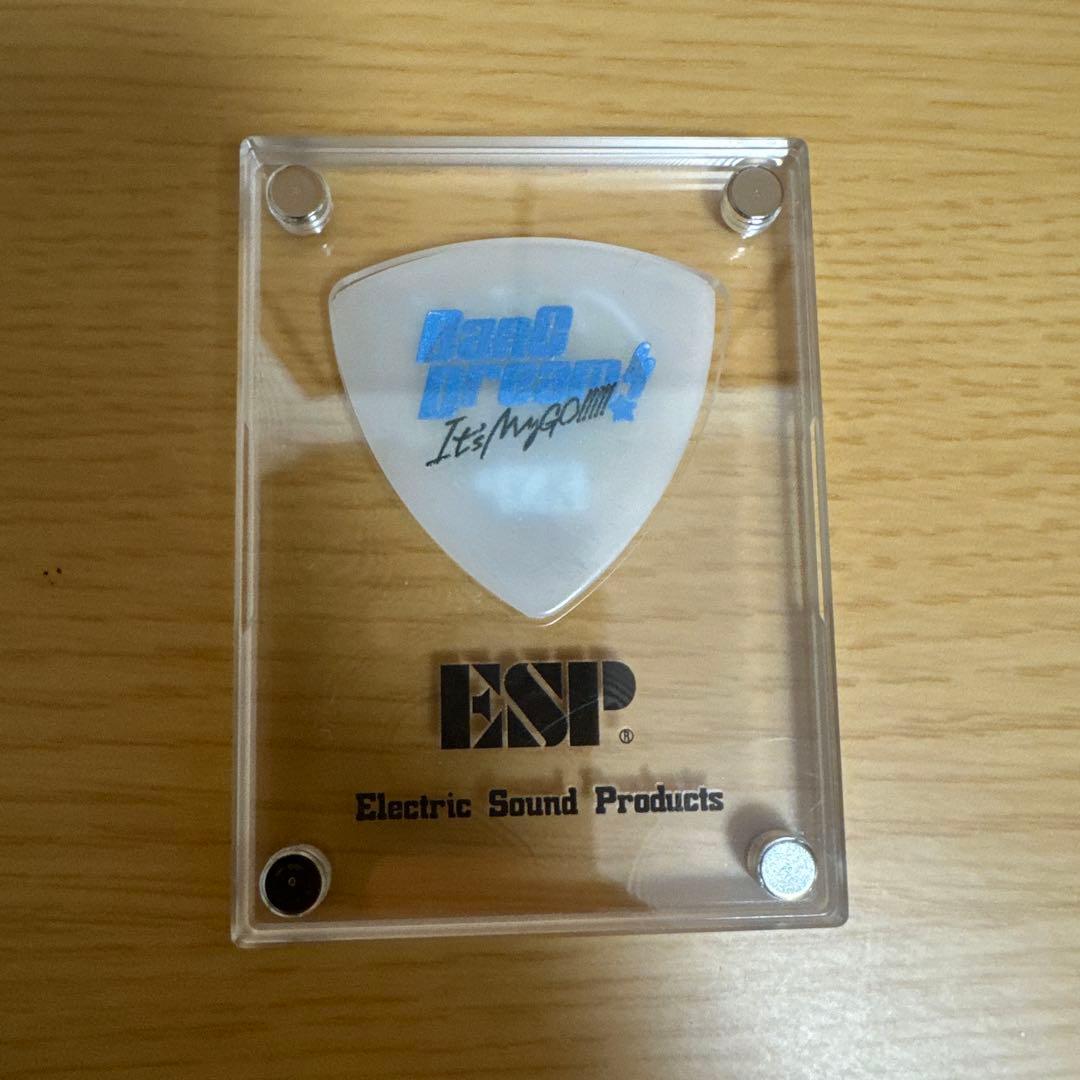 BanG
Dream!
It's MyGO!!!!!
ESP®
Electric Sound Products